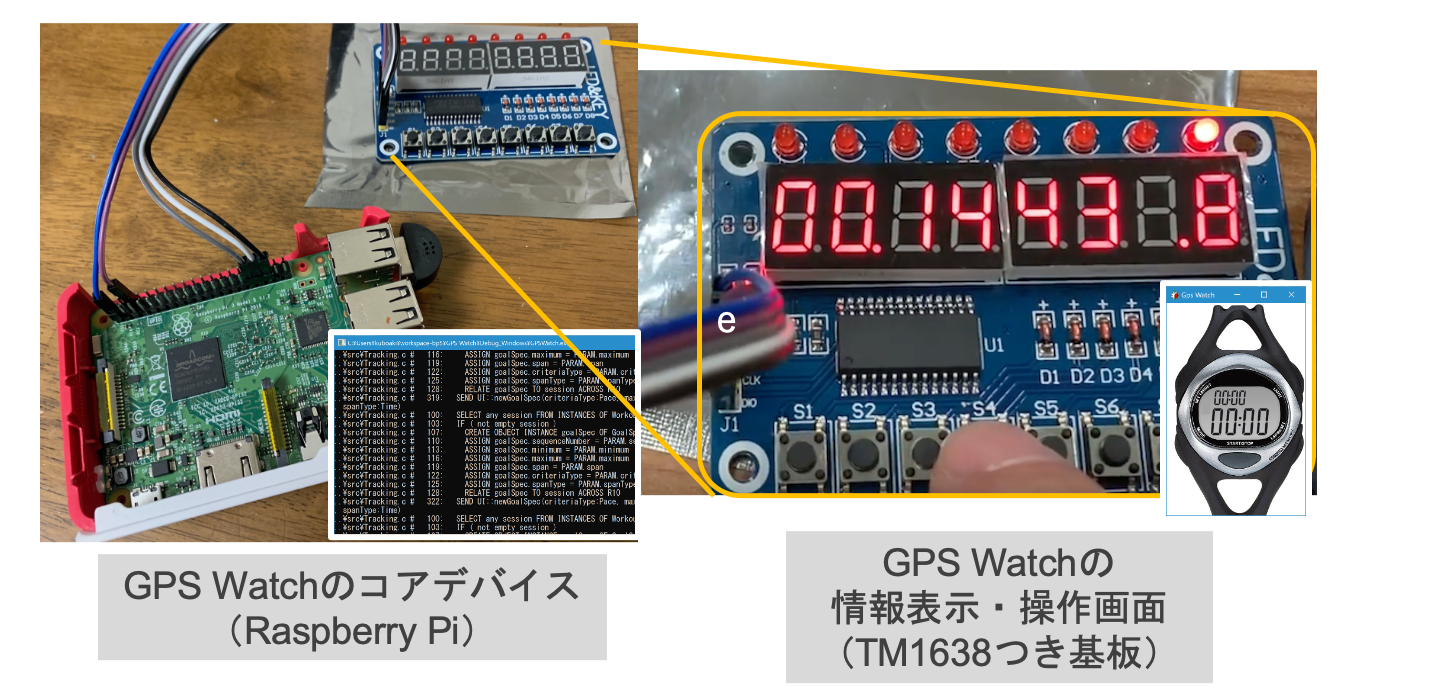 LED&KEY
U1
D1 D2 D3 D4 D5 D6 D7 D8
J1
00.14 43 .8
LED&
U1
D1 D2 D3 D4
CLK
DIO
J1
S1 S2 S3 S4 S5 S6
e
Gps Watch
00:00
00:00
START/STOP
C:¥Users¥kuboaki¥workspace-bp6¥GPS Watch¥Debug_Windows¥GPSWatch.exe
..¥src¥Tracking.c # 116: ASSIGN goalSpec.maximum = PARAM.maximum
..¥src¥Tracking.c # 119: ASSIGN goalSpec.span = PARAM.span
..¥src¥Tracking.c # 122: ASSIGN goalSpec.criteriaType = PARAM.crit
..¥src¥Tracking.c # 125: ASSIGN goalSpec.spanType = PARAM.spanType
..¥src¥Tracking.c # 128: RELATE goalSpec TO session ACROSS R10
..¥src¥Tracking.c # 319: SEND UI::newGoalSpec(criteriaType:Pace, max
spanType:Time)
..¥src¥Tracking.c # 100: SELECT any session FROM INSTANCES OF Workou
..¥src¥Tracking.c # 103: IF ( not empty session )
..¥src¥Tracking.c # 107: CREATE OBJECT INSTANCE goalSpec OF GoalSp
..¥src¥Tracking.c # 110: ASSIGN goalSpec.sequenceNumber = PARAM.se
..¥src¥Tracking.c # 113: ASSIGN goalSpec.minimum = PARAM.minimum
..¥src¥Tracking.c # 116: ASSIGN goalSpec.maximum = PARAM.maximum
..¥src¥Tracking.c # 119: ASSIGN goalSpec.span = PARAM.span
..¥src¥Tracking.c # 122: ASSIGN goalSpec.criteriaType = PARAM.crit
..¥src¥Tracking.c # 125: ASSIGN goalSpec.spanType = PARAM.spanType
..¥src¥Tracking.c # 128: RELATE goalSpec TO session ACROSS R10
..¥src¥Tracking.c # 322: SEND UI::newGoalSpec(criteriaType:Pace, max
spanType:Time)
..¥src¥Tracking.c # 100: SELECT any session FROM INSTANCES OF Workou
..¥src¥Tracking.c # 103: IF ( not empty session )
GPS Watchのコアデバイス
（Raspberry Pi）
GPS Watchの
情報表示・操作画面
（TM1638つき基板）